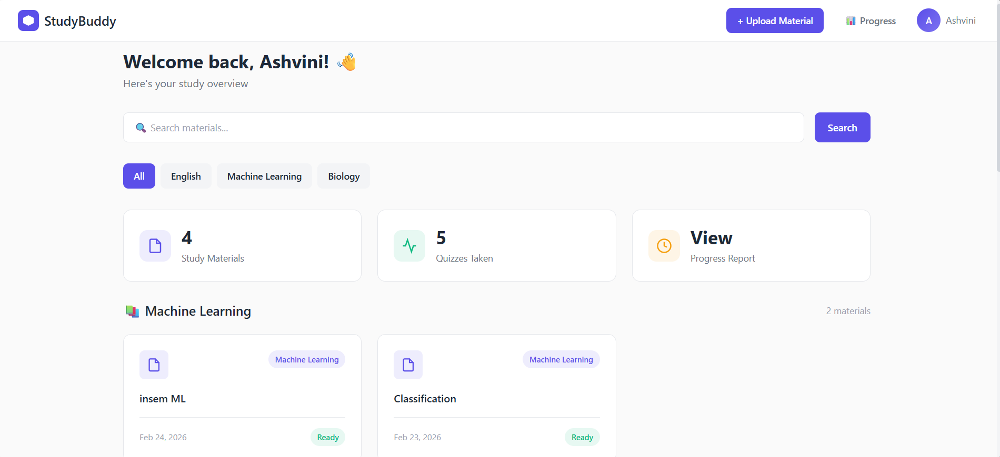 StudyBuddy
+ Upload Material
Progress
A
Ashvini
Welcome back, Ashvini!
Here's your study overview
Search materials...
Search
All
English
Machine Learning
Biology
4
Study Materials
5
Quizzes Taken
View
Progress Report
Machine Learning
2 materials
Machine Learning
insem ML
Feb 24, 2026
Ready
Machine Learning
Classification
Feb 23, 2026
Ready